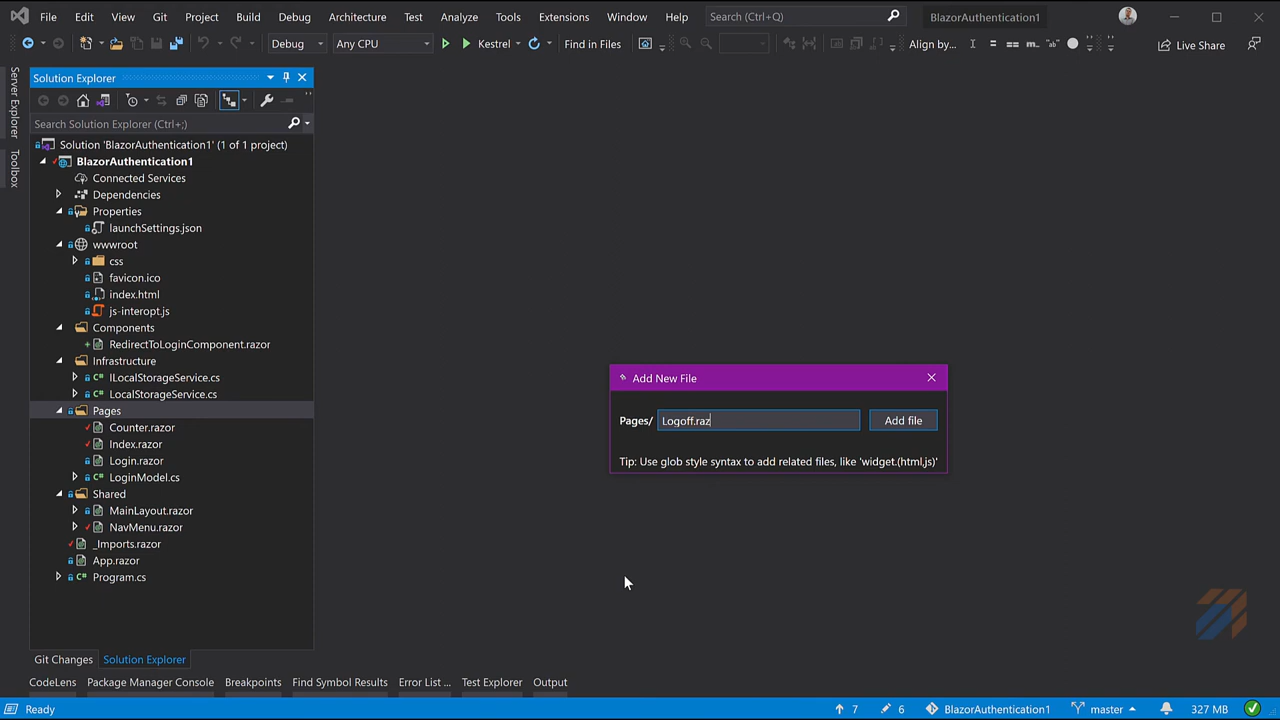 File Edit View Git Project Build Debug Architecture Test Analyze Tools Extensions Window Help Search (Ctrl+Q) BlazorAuthentication1
Debug Any CPU Kestrel Find in Files Align by... == m.. "ab" Live Share
Server Explorer
Toolbox
Solution Explorer
Search Solution Explorer (Ctrl+;)
Solution 'BlazorAuthentication1' (1 of 1 project)
BlazorAuthentication1
Connected Services
Dependencies
Properties
launchSettings.json
wwwroot
css
favicon.ico
index.html
js-interopt.js
Components
RedirectToLoginComponent.razor
Infrastructure
ILocalStorageService.cs
LocalStorageService.cs
Pages
Counter.razor
Index.razor
Login.razor
LoginModel.cs
Shared
MainLayout.razor
NavMenu.razor
_Imports.razor
App.razor
Program.cs
Add New File
Pages/ Logoff.raz Add file
Tip: Use glob style syntax to add related files, like 'widget.(html,js)'
Git Changes Solution Explorer
CodeLens Package Manager Console Breakpoints Find Symbol Results Error List ... Test Explorer Output
Ready 7 6 BlazorAuthentication1 master 327 MB